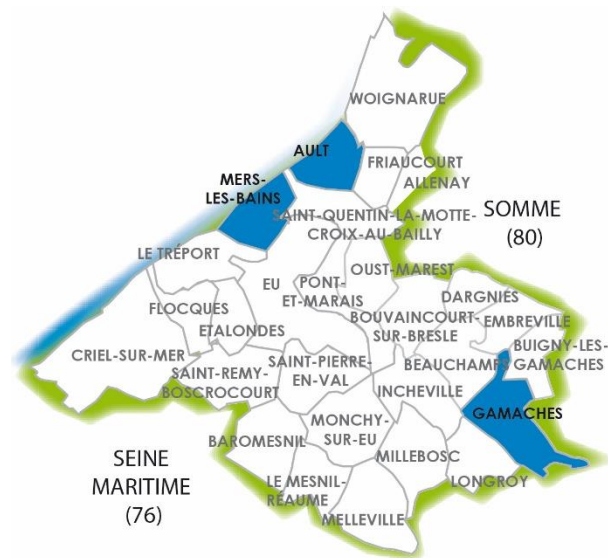 WOIGNARUE
AULT
FRIAUCOURT
ALLENAY
MERS-
LES-BAINS
SAINT-QUENTIN-LA-MOTTE-
CROIX-AU-BAILLY
SOMME
(80)
LE TRÉPORT
OUST-MAREST
EU
PONT-
ET-MARAIS
DARGNIES
FLOCQUES
BOUVAINCOURT-
SUR-BRESLE
EMBREVILLE
ETALONDES
BUIGNY-LES-
GAMACHES
CRIEL-SUR-MER
SAINT-PIERRE-
EN-VAL
BEAUCHAMPS
SAINT-REMY-
BOSCROCOURT
INCHEVILLE
GAMACHES
MONCHY-
SUR-EU
BAROMESNIL
MILLEBOSC
SEINE
MARITIME
(76)
LE MESNIL-
RÉAUME
LONGROY
MELLEVILLE